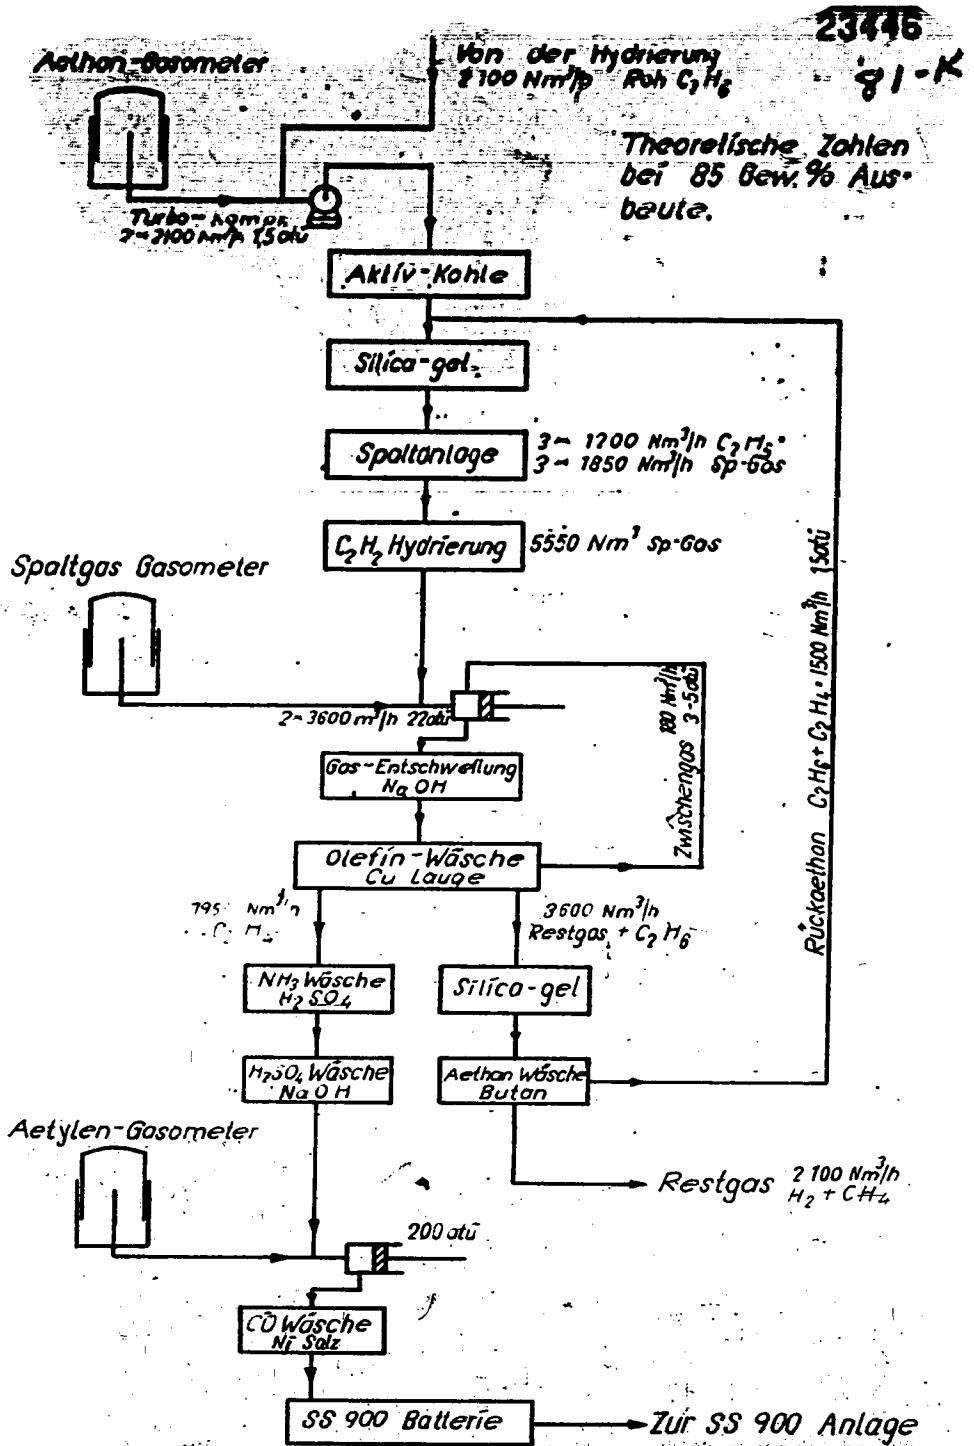 23446
81-K
Aethan-Gasometer
Von der Hydrierung
2100 Nm³/h Roh C₂H₆
Theoretische Zahlen
bei 85 Gew.% Aus-
beute.
Turbo-Kompr.
2 = 2100 Nm³/h 1,5 atü
Aktiv-Kohle
Silica-gel
Spaltanlage
3 = 1200 Nm³/h C₂H₆
3 = 1850 Nm³/h Sp-Gas
C₂H₂ Hydrierung
5550 Nm³ Sp-Gas
Spaltgas Gasometer
2 = 3600 m³/h 22 atü
Zwischengas 180 Nm³/h
3-5 atü
Rückaethan C₂H₆ + C₂H₄ = 1500 Nm³/h 1,5 atü
Gas-Entschweflung
NaOH
Olefin-Wäsche
Cu Lauge
795 Nm³/h
3600 Nm³/h
Restgas + C₂H₆
NH3 Wäsche
H₂SO₄
Silica-gel
H₂SO₄ Wäsche
NaOH
Aethan Wäsche
Butan
Aetylen-Gasometer
Restgas 2100 Nm³/h
H₂ + CH₄
200 atü
CO Wäsche
Ni Salz
SS 900 Batterie
Zur SS 900 Anlage